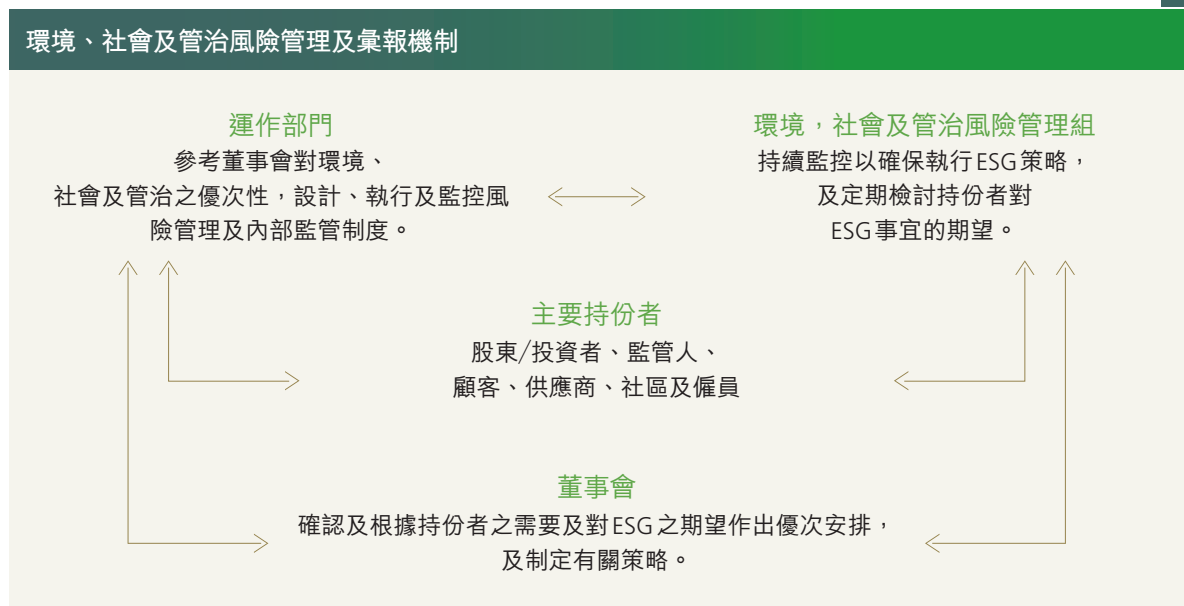 環境、社會及管治風險管理及彙報機制
運作部門
參考董事會對環境、
社會及管治之優次性，設計、執行及監控風
險管理及內部監管制度。
環境，社會及管治風險管理組
持續監控以確保執行ESG策略，
及定期檢討持份者對
ESG事宜的期望。
主要持份者
股東/投資者、監管人、
顧客、供應商、社區及僱員
董事會
確認及根據持份者之需要及對ESG之期望作出優次安排，
及制定有關策略。